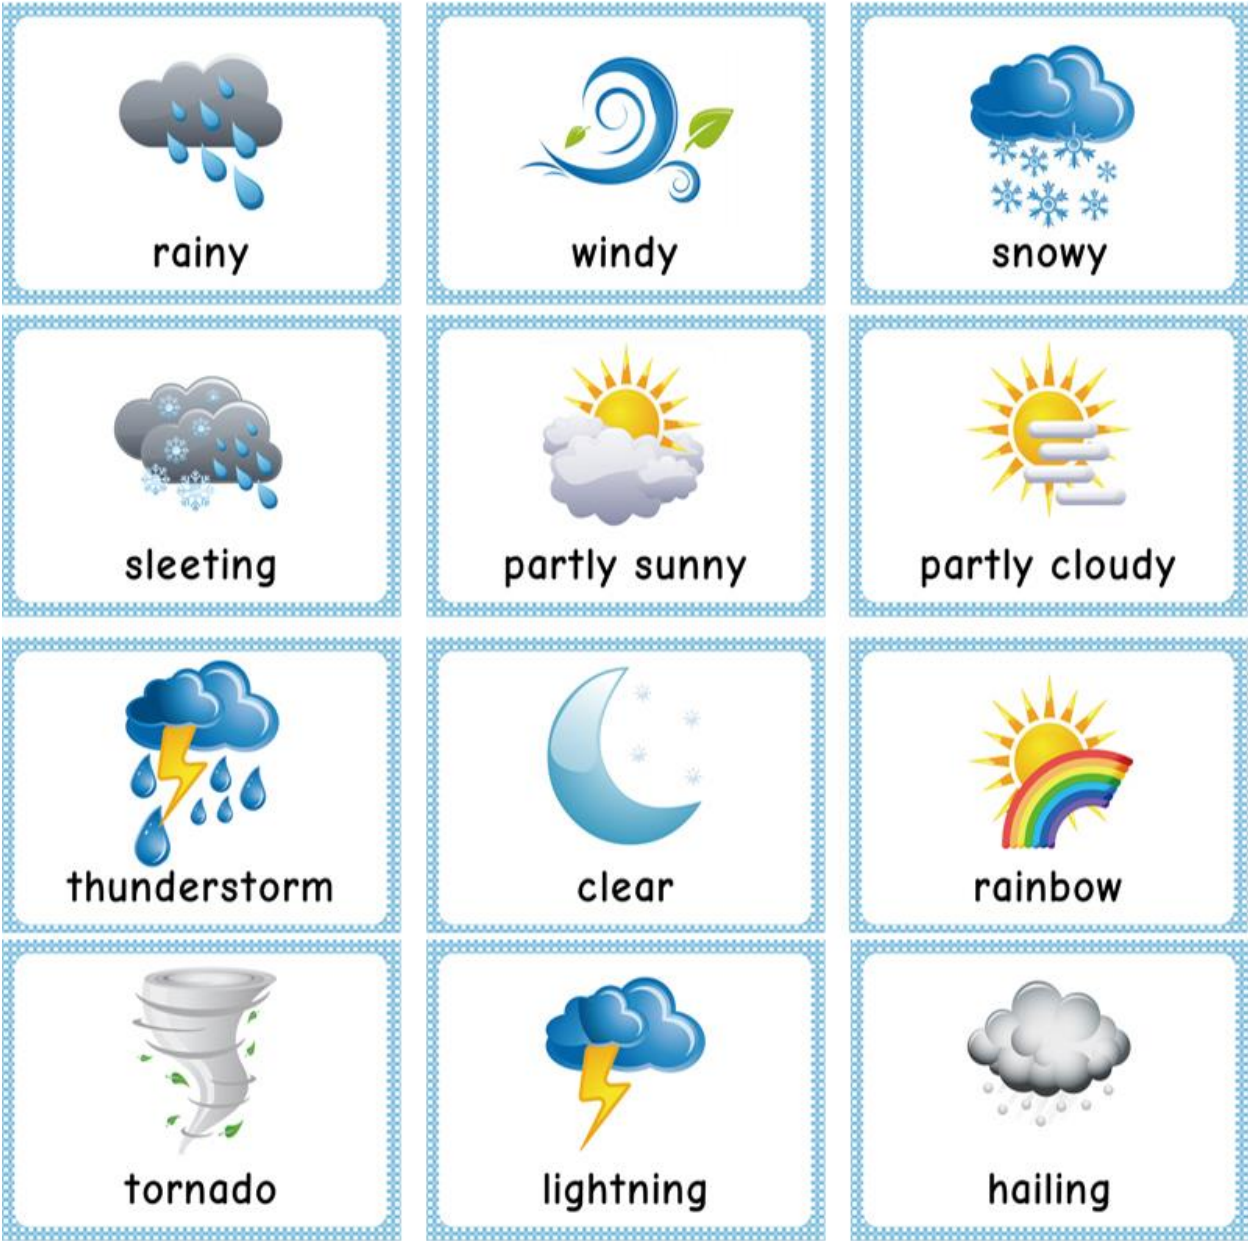 rainy
windy
snowy
sleeting
partly sunny
partly cloudy
thunderstorm
clear
rainbow
tornado
lightning
hailing